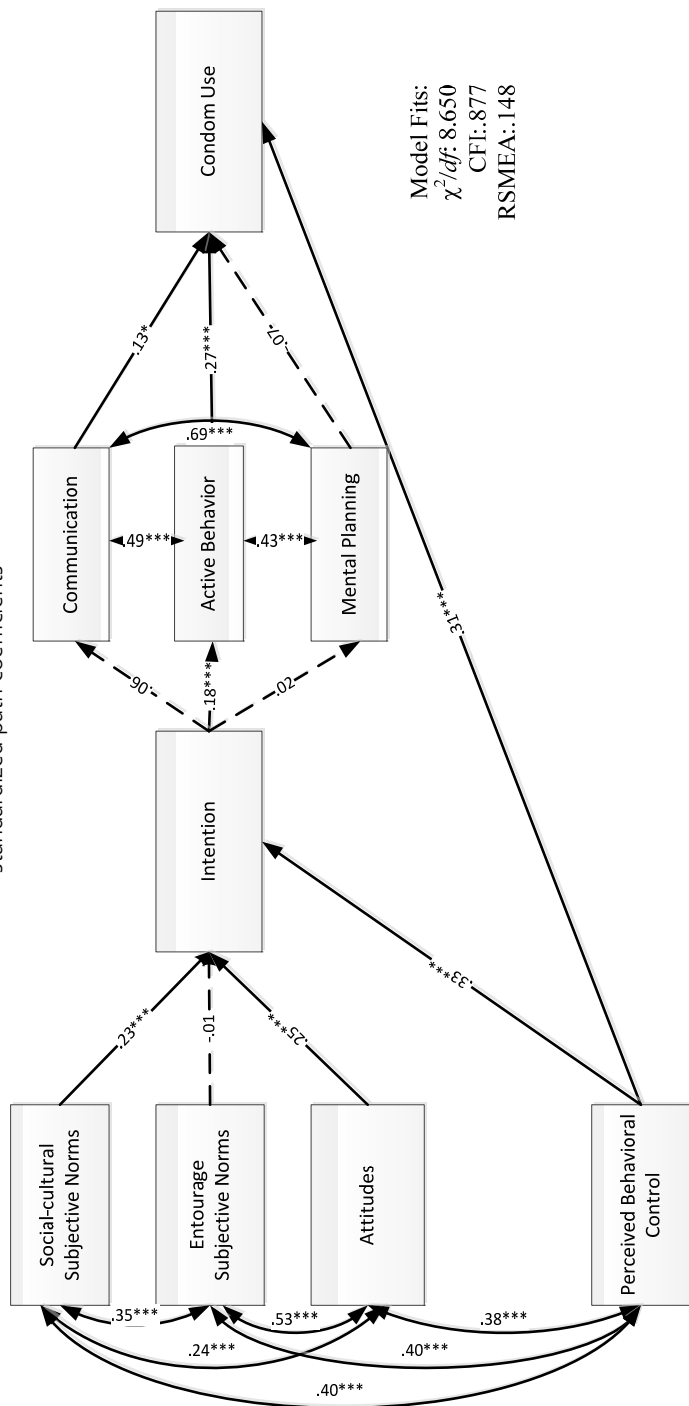 standardized path coefficients
Social-cultural
Subjective Norms
Entourage
Subjective Norms
Attitudes
Perceived Behavioral
Control
.35***
.53***
.24***
.38***
.40***
.40***
.23***
-.01
.25***
.33***
Intention
.06
.18***
.02
Communication
Active Behavior
Mental Planning
.49***
.43***
.69***
.13*
.27***
-.07
.31***
Condom Use
Model Fits:
χ²/df: 8.650
CFI:.877
RSMEA:.148